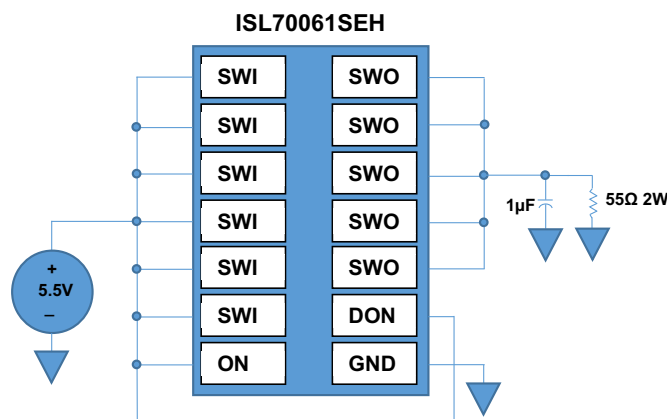 ISL70061SEH
SWI SWO
SWI SWO
SWI SWO
SWI SWO
SWI SWO
SWI DON
ON GND
1µF
55Ω 2W
+
5.5V
–